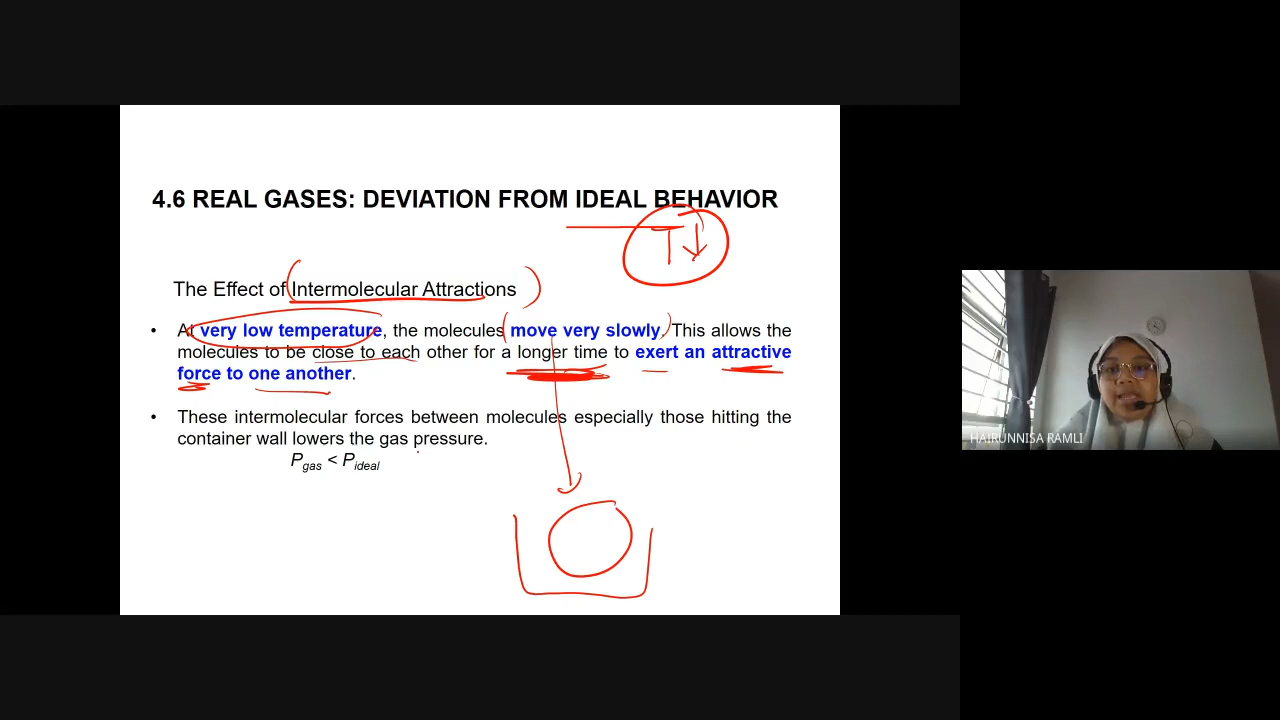 4.6 REAL GASES: DEVIATION FROM IDEAL BEHAVIOR
T↓
The Effect of Intermolecular Attractions
• At very low temperature, the molecules move very slowly. This allows the
molecules to be close to each other for a longer time to exert an attractive
force to one another.
• These intermolecular forces between molecules especially those hitting the
container wall lowers the gas pressure.
Pgas < Pideal
HAIRUNNISA RAMLI